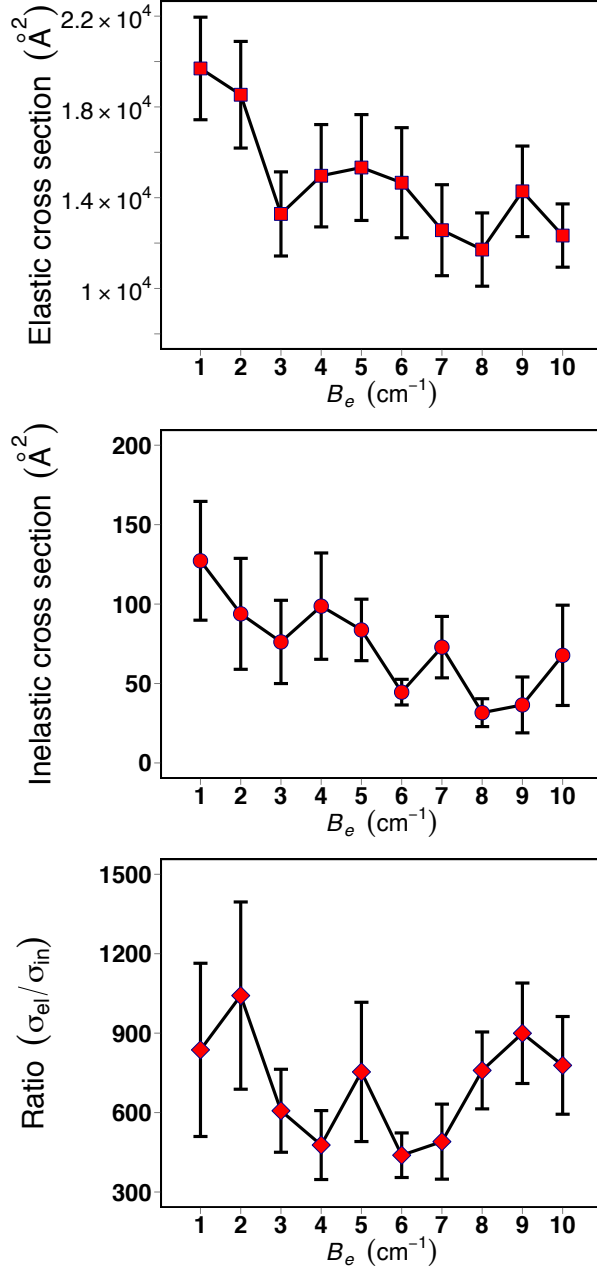 Elastic cross section (Å²)
2.2 × 10⁴
1.8 × 10⁴
1.4 × 10⁴
1 × 10⁴
1 2 3 4 5 6 7 8 9 10
Bₑ (cm⁻¹)
Inelastic cross section (Å²)
200
150
100
50
0
1 2 3 4 5 6 7 8 9 10
Bₑ (cm⁻¹)
Ratio (σel/σin)
1500
1200
900
600
300
1 2 3 4 5 6 7 8 9 10
Bₑ (cm⁻¹)